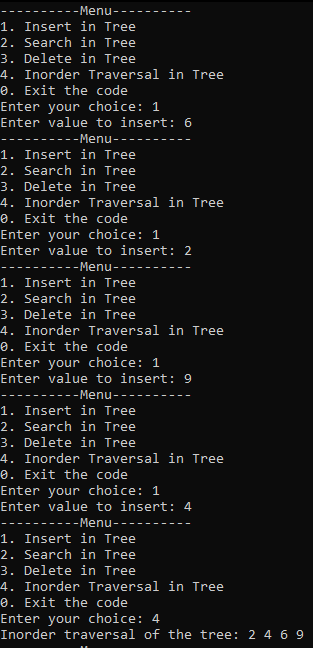 ----------Menu----------
1. Insert in Tree
2. Search in Tree
3. Delete in Tree
4. Inorder Traversal in Tree
0. Exit the code
Enter your choice: 1
Enter value to insert: 6
----------Menu----------
1. Insert in Tree
2. Search in Tree
3. Delete in Tree
4. Inorder Traversal in Tree
0. Exit the code
Enter your choice: 1
Enter value to insert: 2
----------Menu----------
1. Insert in Tree
2. Search in Tree
3. Delete in Tree
4. Inorder Traversal in Tree
0. Exit the code
Enter your choice: 1
Enter value to insert: 9
----------Menu----------
1. Insert in Tree
2. Search in Tree
3. Delete in Tree
4. Inorder Traversal in Tree
0. Exit the code
Enter your choice: 1
Enter value to insert: 4
----------Menu----------
1. Insert in Tree
2. Search in Tree
3. Delete in Tree
4. Inorder Traversal in Tree
0. Exit the code
Enter your choice: 4
Inorder traversal of the tree: 2 4 6 9